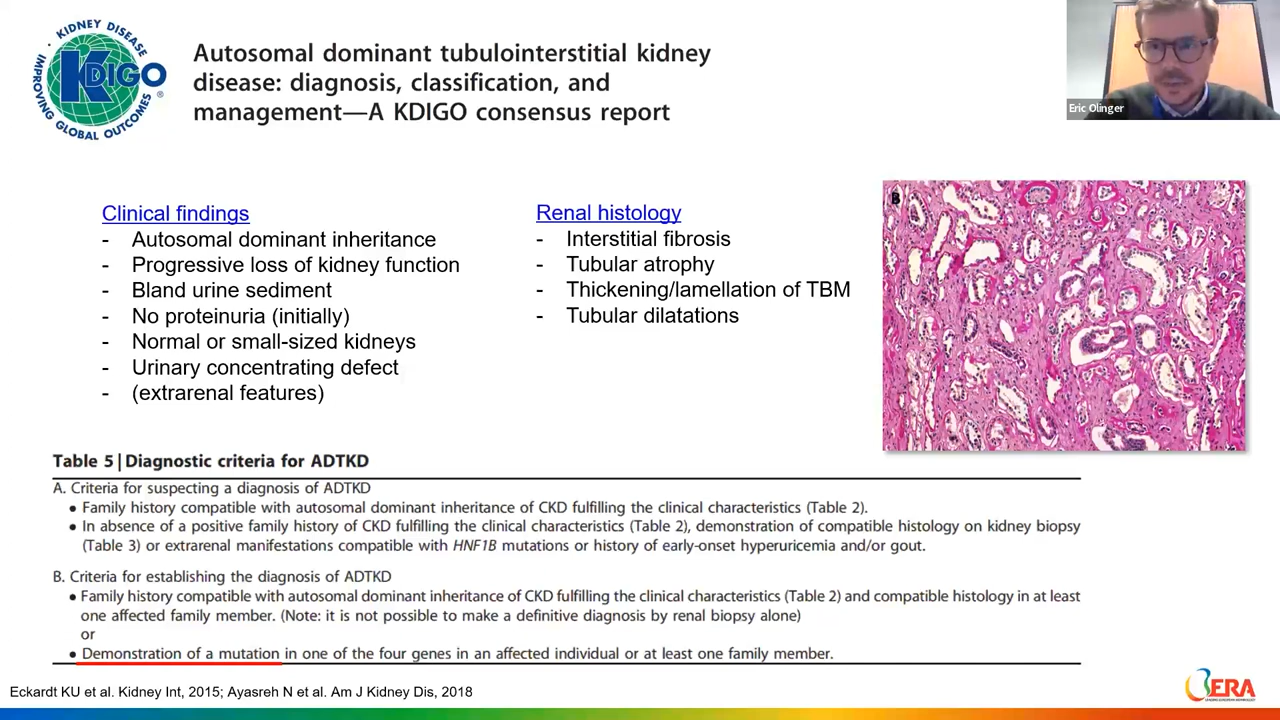 KIDNEY DISEASE
IMPROVING GLOBAL OUTCOMES
KDIGO
®
Autosomal dominant tubulointerstitial kidney
disease: diagnosis, classification, and
management—A KDIGO consensus report
Eric Olinger
Clinical findings
- Autosomal dominant inheritance
- Progressive loss of kidney function
- Bland urine sediment
- No proteinuria (initially)
- Normal or small-sized kidneys
- Urinary concentrating defect
- (extrarenal features)
Renal histology
- Interstitial fibrosis
- Tubular atrophy
- Thickening/lamellation of TBM
- Tubular dilatations
B
Table 5 | Diagnostic criteria for ADTKD
A. Criteria for suspecting a diagnosis of ADTKD
• Family history compatible with autosomal dominant inheritance of CKD fulfilling the clinical characteristics (Table 2).
• In absence of a positive family history of CKD fulfilling the clinical characteristics (Table 2), demonstration of compatible histology on kidney biopsy
(Table 3) or extrarenal manifestations compatible with HNF1B mutations or history of early-onset hyperuricemia and/or gout.
B. Criteria for establishing the diagnosis of ADTKD
• Family history compatible with autosomal dominant inheritance of CKD fulfilling the clinical characteristics (Table 2) and compatible histology in at least
one affected family member. (Note: it is not possible to make a definitive diagnosis by renal biopsy alone)
or
• Demonstration of a mutation in one of the four genes in an affected individual or at least one family member.
Eckardt KU et al. Kidney Int, 2015; Ayasreh N et al. Am J Kidney Dis, 2018
ERA